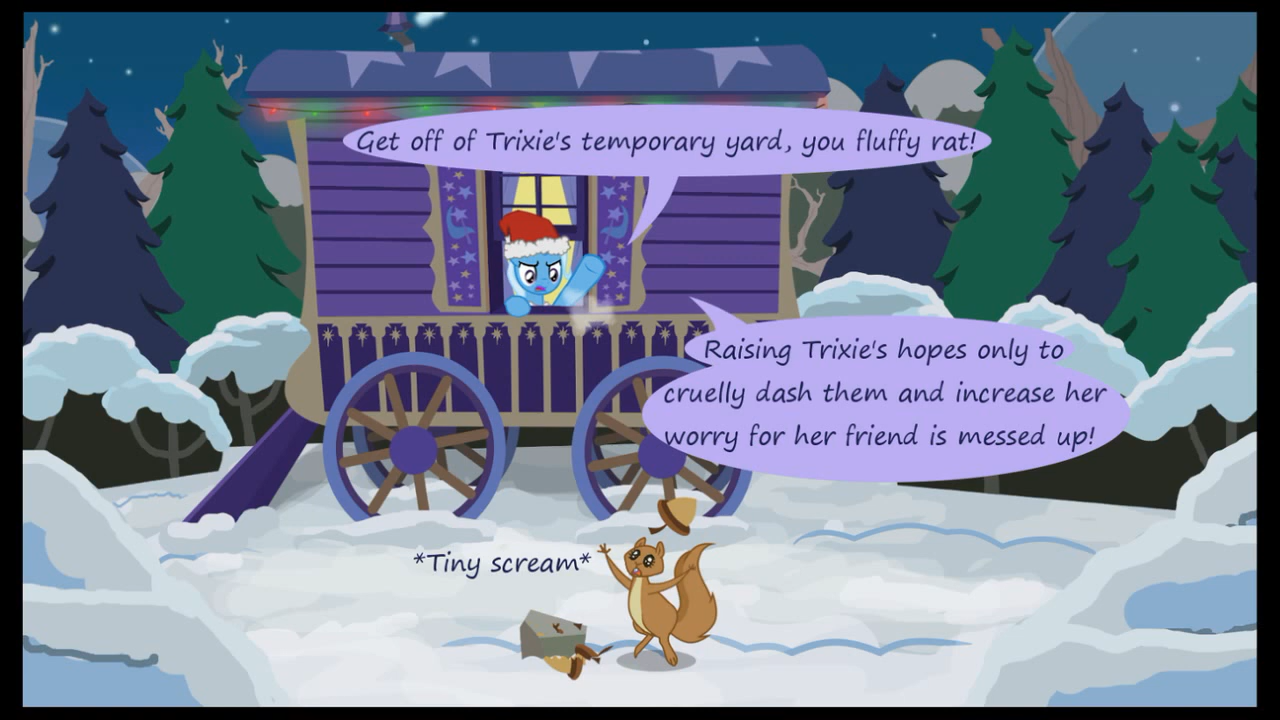 Get off of Trixie's temporary yard, you fluffy rat!
Raising Trixie's hopes only to
cruelly dash them and increase her
worry for her friend is messed up!
*Tiny scream*